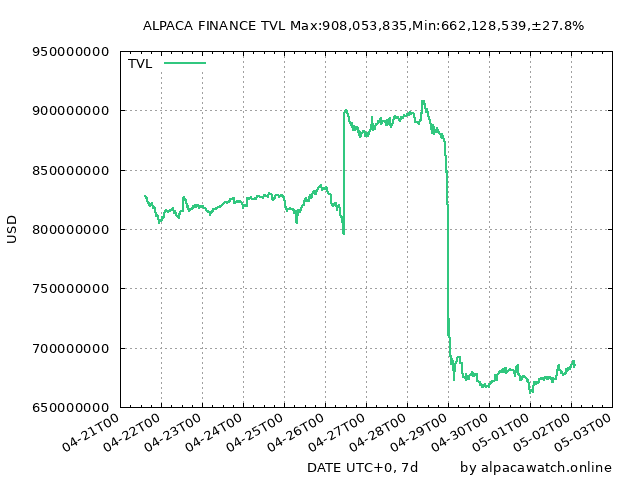 ALPACA FINANCE TVL Max:908,053,835,Min:662,128,539,±27.8%
950000000
TVL
900000000
850000000
800000000
750000000
700000000
650000000
USD
04-21T00
04-22T00
04-23T00
04-24T00
04-25T00
04-26T00
04-27T00
04-28T00
04-29T00
04-30T00
05-01T00
05-02T00
05-03T00
DATE UTC+0, 7d
by alpacawatch.online